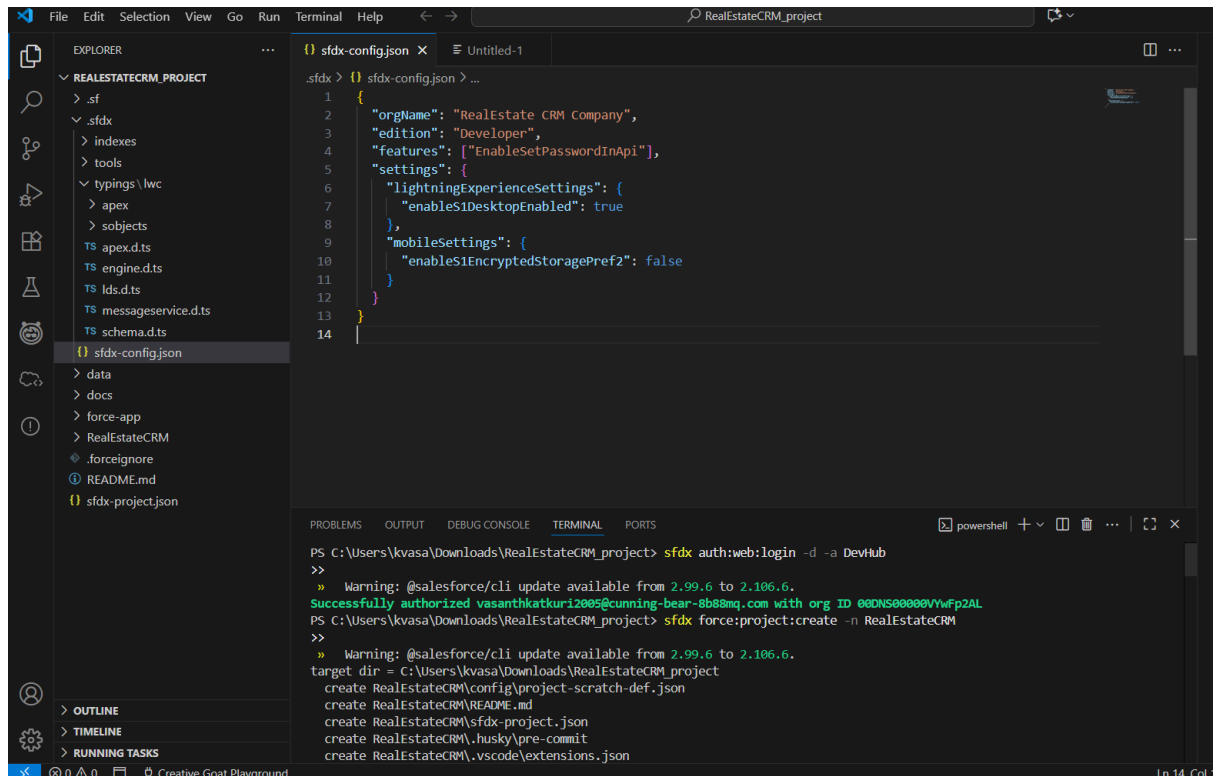 File Edit Selection View Go Run Terminal Help ← → RealEstateCRM_project
EXPLORER ···
REALESTATECRM_PROJECT
> .sf
.sfdx
> indexes
> tools
typings \ lwc
> apex
> sobjects
TS apex.d.ts
TS engine.d.ts
TS lds.d.ts
TS messageservice.d.ts
TS schema.d.ts
{} sfdx-config.json
> data
> docs
> force-app
> RealEstateCRM
.forceignore
README.md
{} sfdx-project.json
> OUTLINE
> TIMELINE
> RUNNING TASKS
{} sfdx-config.json × Untitled-1
.sfdx > {} sfdx-config.json > ...
1 {
2 "orgName": "RealEstate CRM Company",
3 "edition": "Developer",
4 "features": ["EnableSetPasswordInApi"],
5 "settings": {
6 "lightningExperienceSettings": {
7 "enableS1DesktopEnabled": true
8 },
9 "mobileSettings": {
10 "enableS1EncryptedStoragePref2": false
11 }
12 }
13 }
14
PROBLEMS OUTPUT DEBUG CONSOLE TERMINAL PORTS powershell
PS C:\Users\kvasa\Downloads\RealEstateCRM_project> sfdx auth:web:login -d -a DevHub
>>
» Warning: @salesforce/cli update available from 2.99.6 to 2.106.6.
Successfully authorized vasanthkatkuri2005@cunning-bear-8b88mq.com with org ID 00DNS00000VYwFp2AL
PS C:\Users\kvasa\Downloads\RealEstateCRM_project> sfdx force:project:create -n RealEstateCRM
>>
» Warning: @salesforce/cli update available from 2.99.6 to 2.106.6.
target dir = C:\Users\kvasa\Downloads\RealEstateCRM_project
create RealEstateCRM\config\project-scratch-def.json
create RealEstateCRM\README.md
create RealEstateCRM\sfdx-project.json
create RealEstateCRM\.husky\pre-commit
create RealEstateCRM\.vscode\extensions.json
0 0 Creative Goat Playground Ln 14, Col